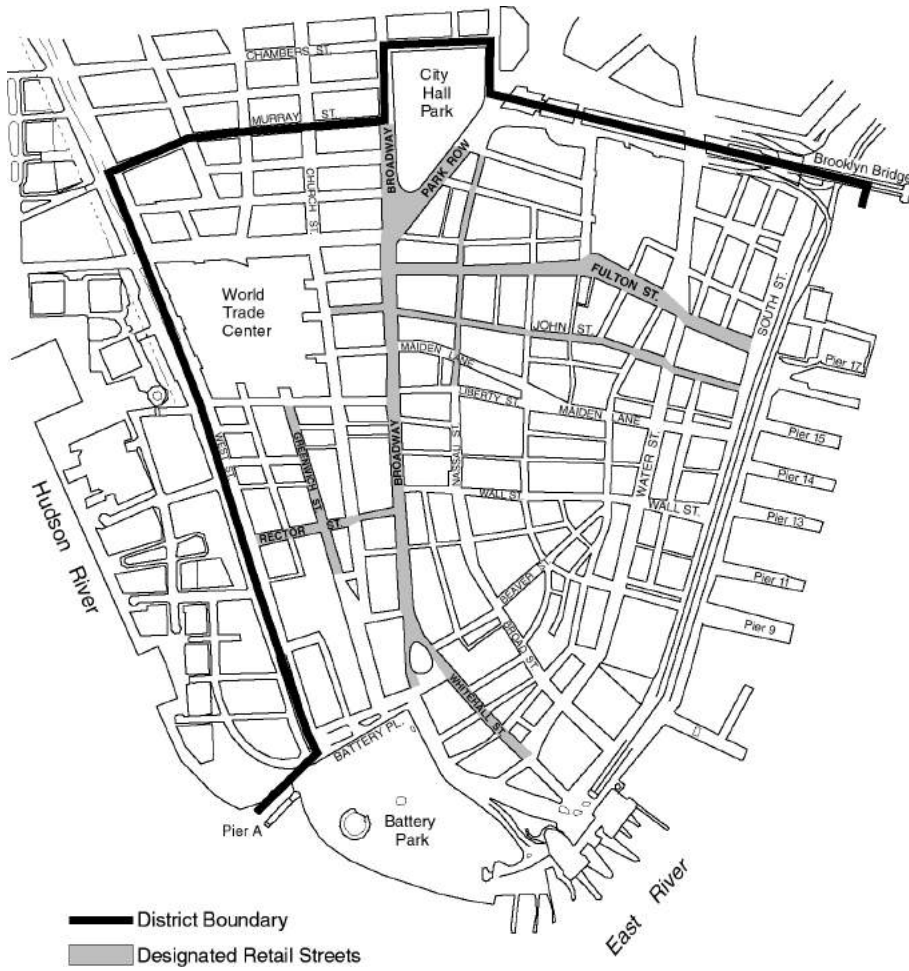 CHAMBERS ST.
City
Hall
Park
MURRAY ST.
BROADWAY
PARK ROW
Brooklyn Bridge
CHURCH ST.
World
Trade
Center
FULTON ST.
SOUTH ST.
JOHN ST.
MAIDEN LANE
Pier 17
LIBERTY ST.
MAIDEN LANE
Pier 15
WEST ST.
GREENWICH ST.
BROADWAY
NASSAU ST.
WATER ST.
Pier 14
WALL ST.
WALL ST.
Pier 13
Hudson River
RECTOR ST.
BEAVER ST.
Pier 11
BROAD ST.
Pier 9
WHITEHALL ST.
BATTERY PL.
Pier A
Battery
Park
East River
District Boundary
Designated Retail Streets